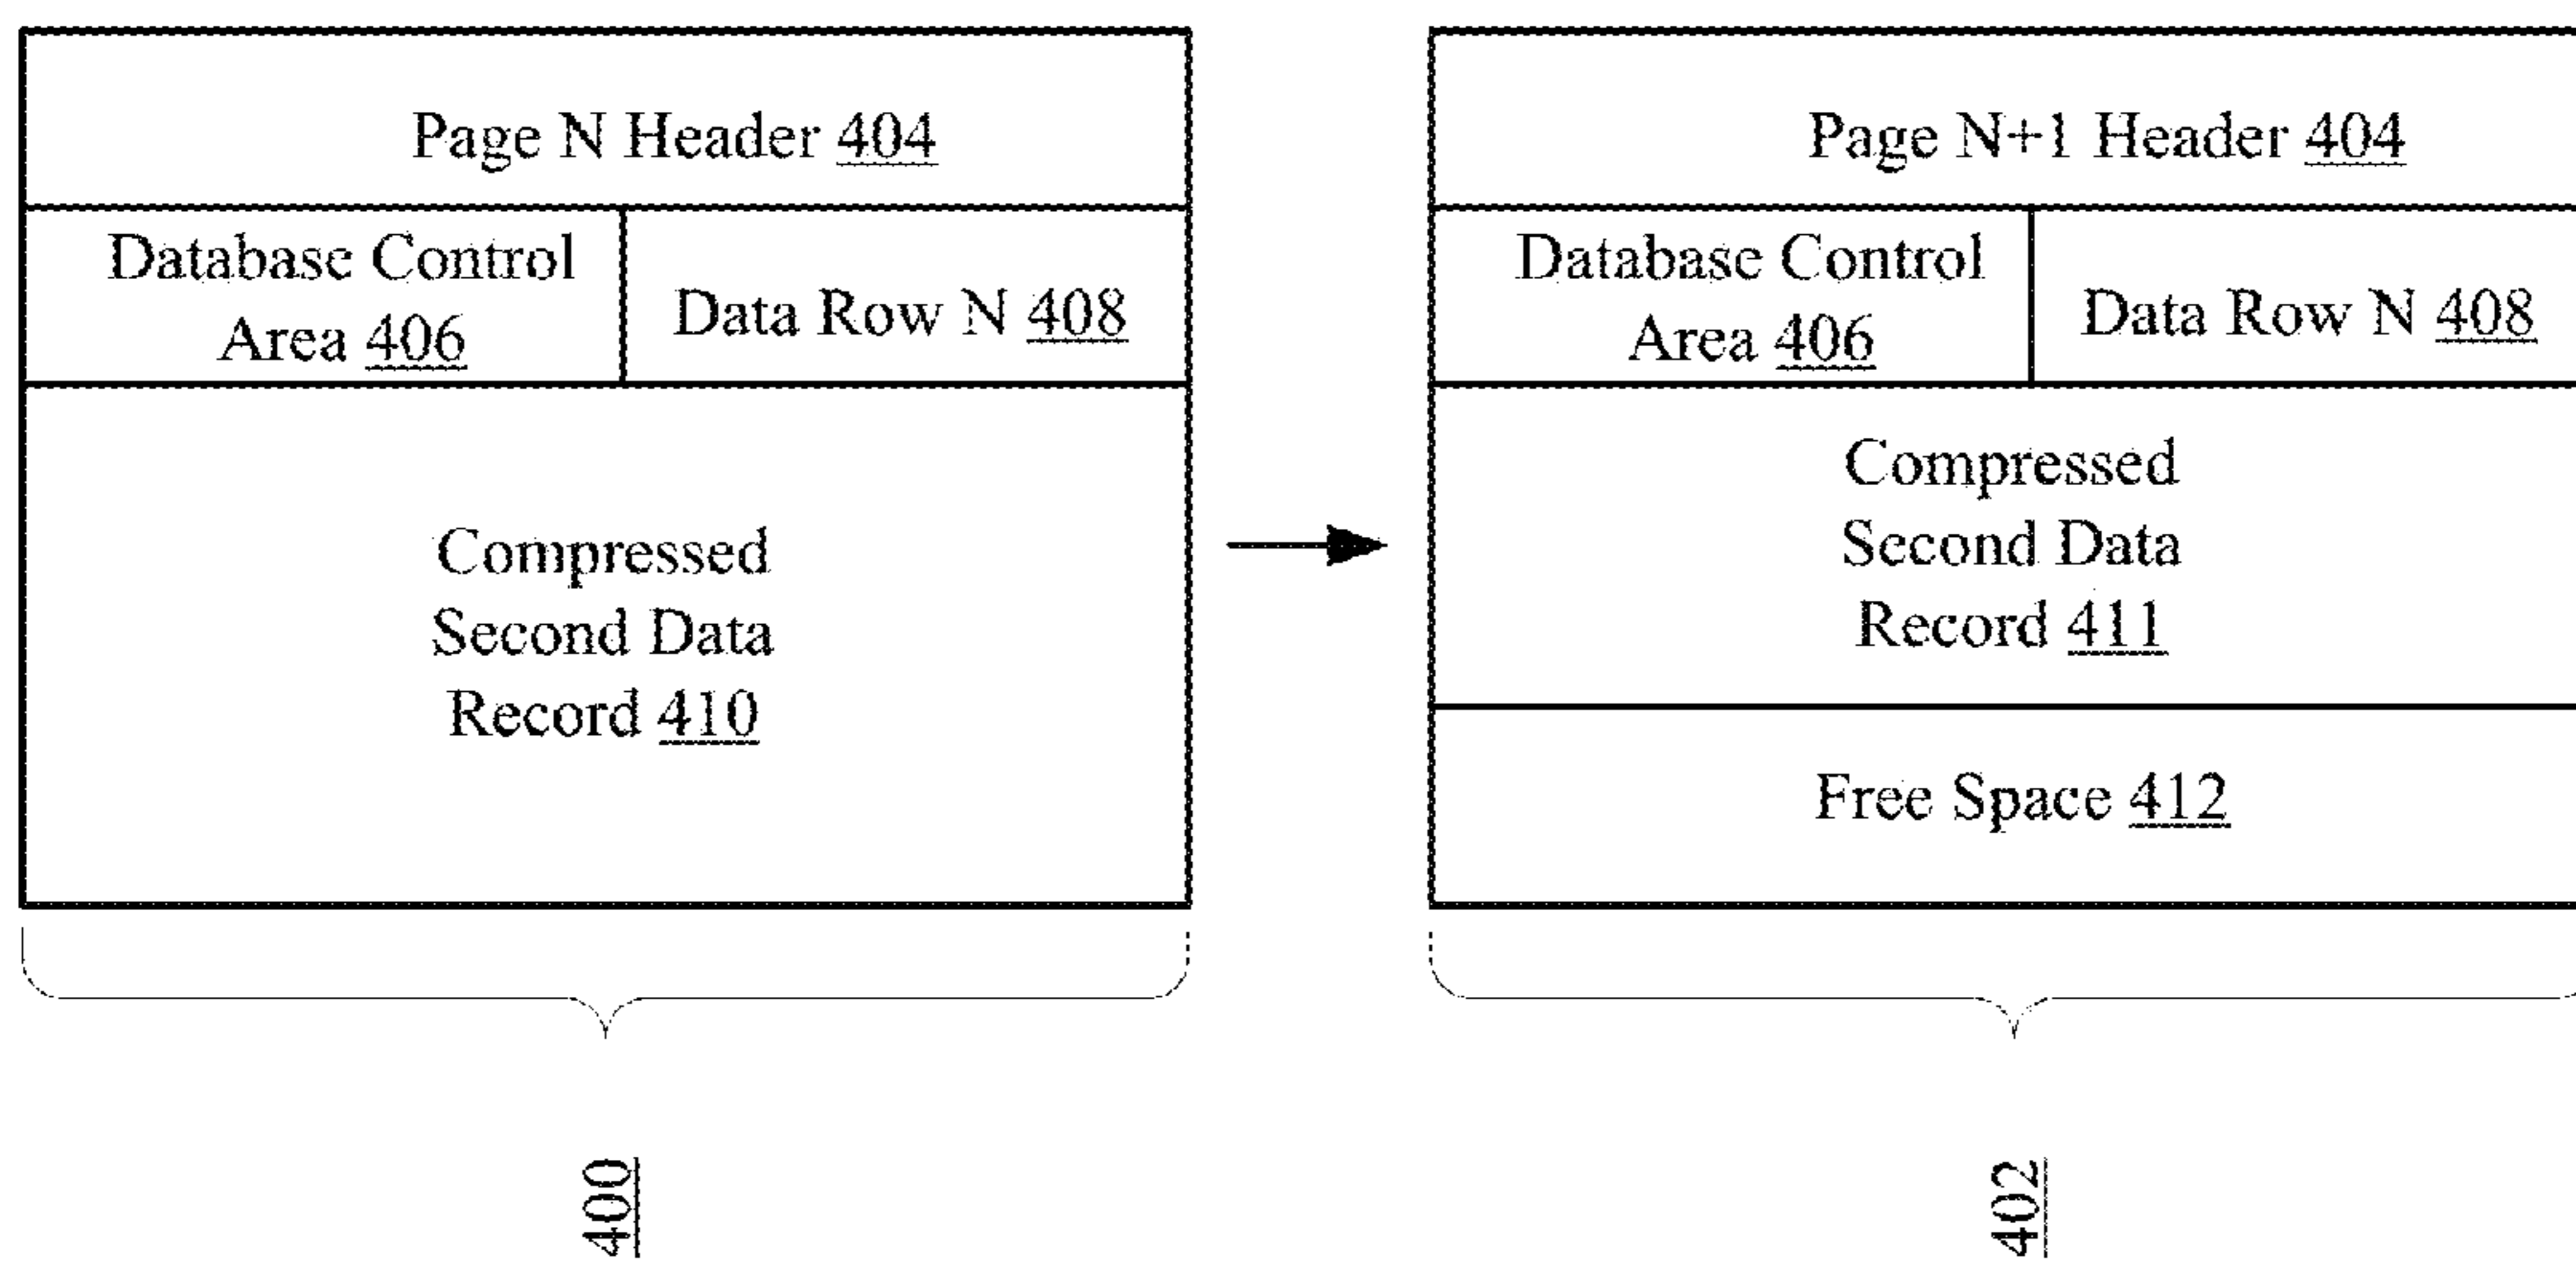 Page N Header 404
Database Control
Area 406
Data Row N 408
Compressed
Second Data
Record 410
400
Page N+1 Header 404
Database Control
Area 406
Data Row N 408
Compressed
Second Data
Record 411
Free Space 412
402